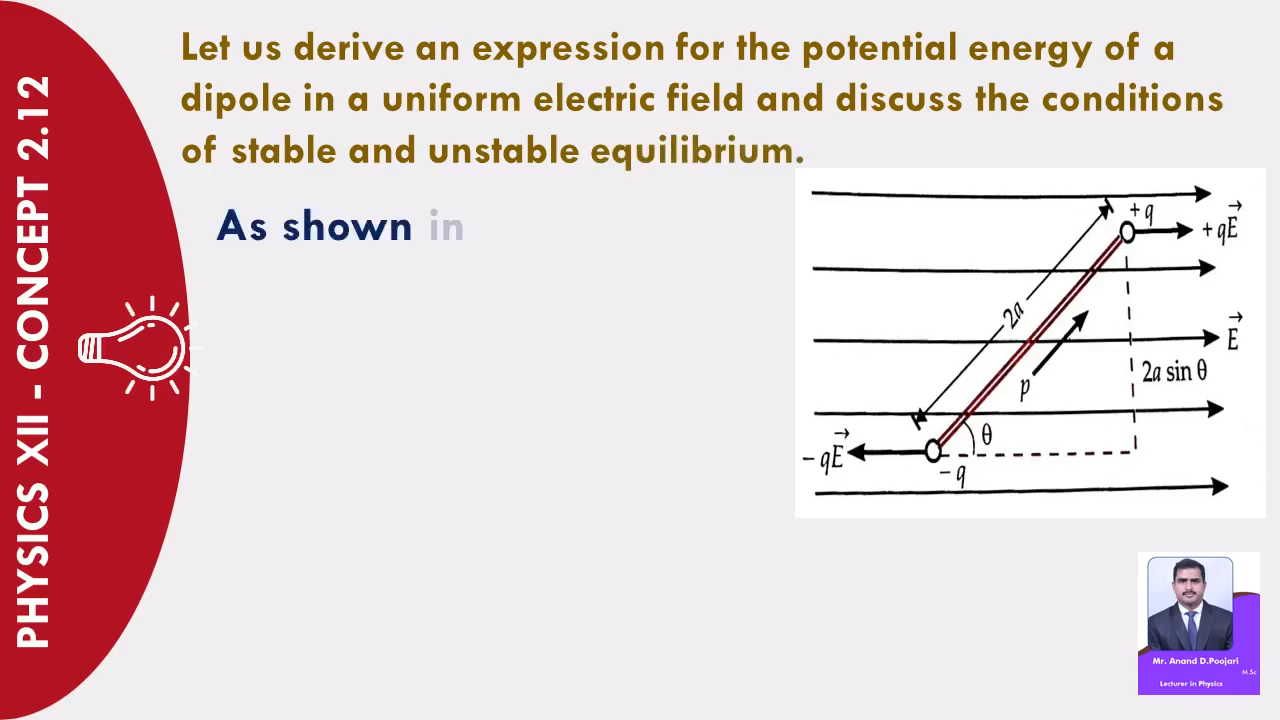 PHYSICS XII - CONCEPT 2.12
Let us derive an expression for the potential energy of a
dipole in a uniform electric field and discuss the conditions
of stable and unstable equilibrium.
As shown in
+q
+qE⃗
2a
E⃗
2a sin θ
p
θ
-qE⃗
-q
Mr. Anand D.Poojari
M.Sc
Lecturer in Physics